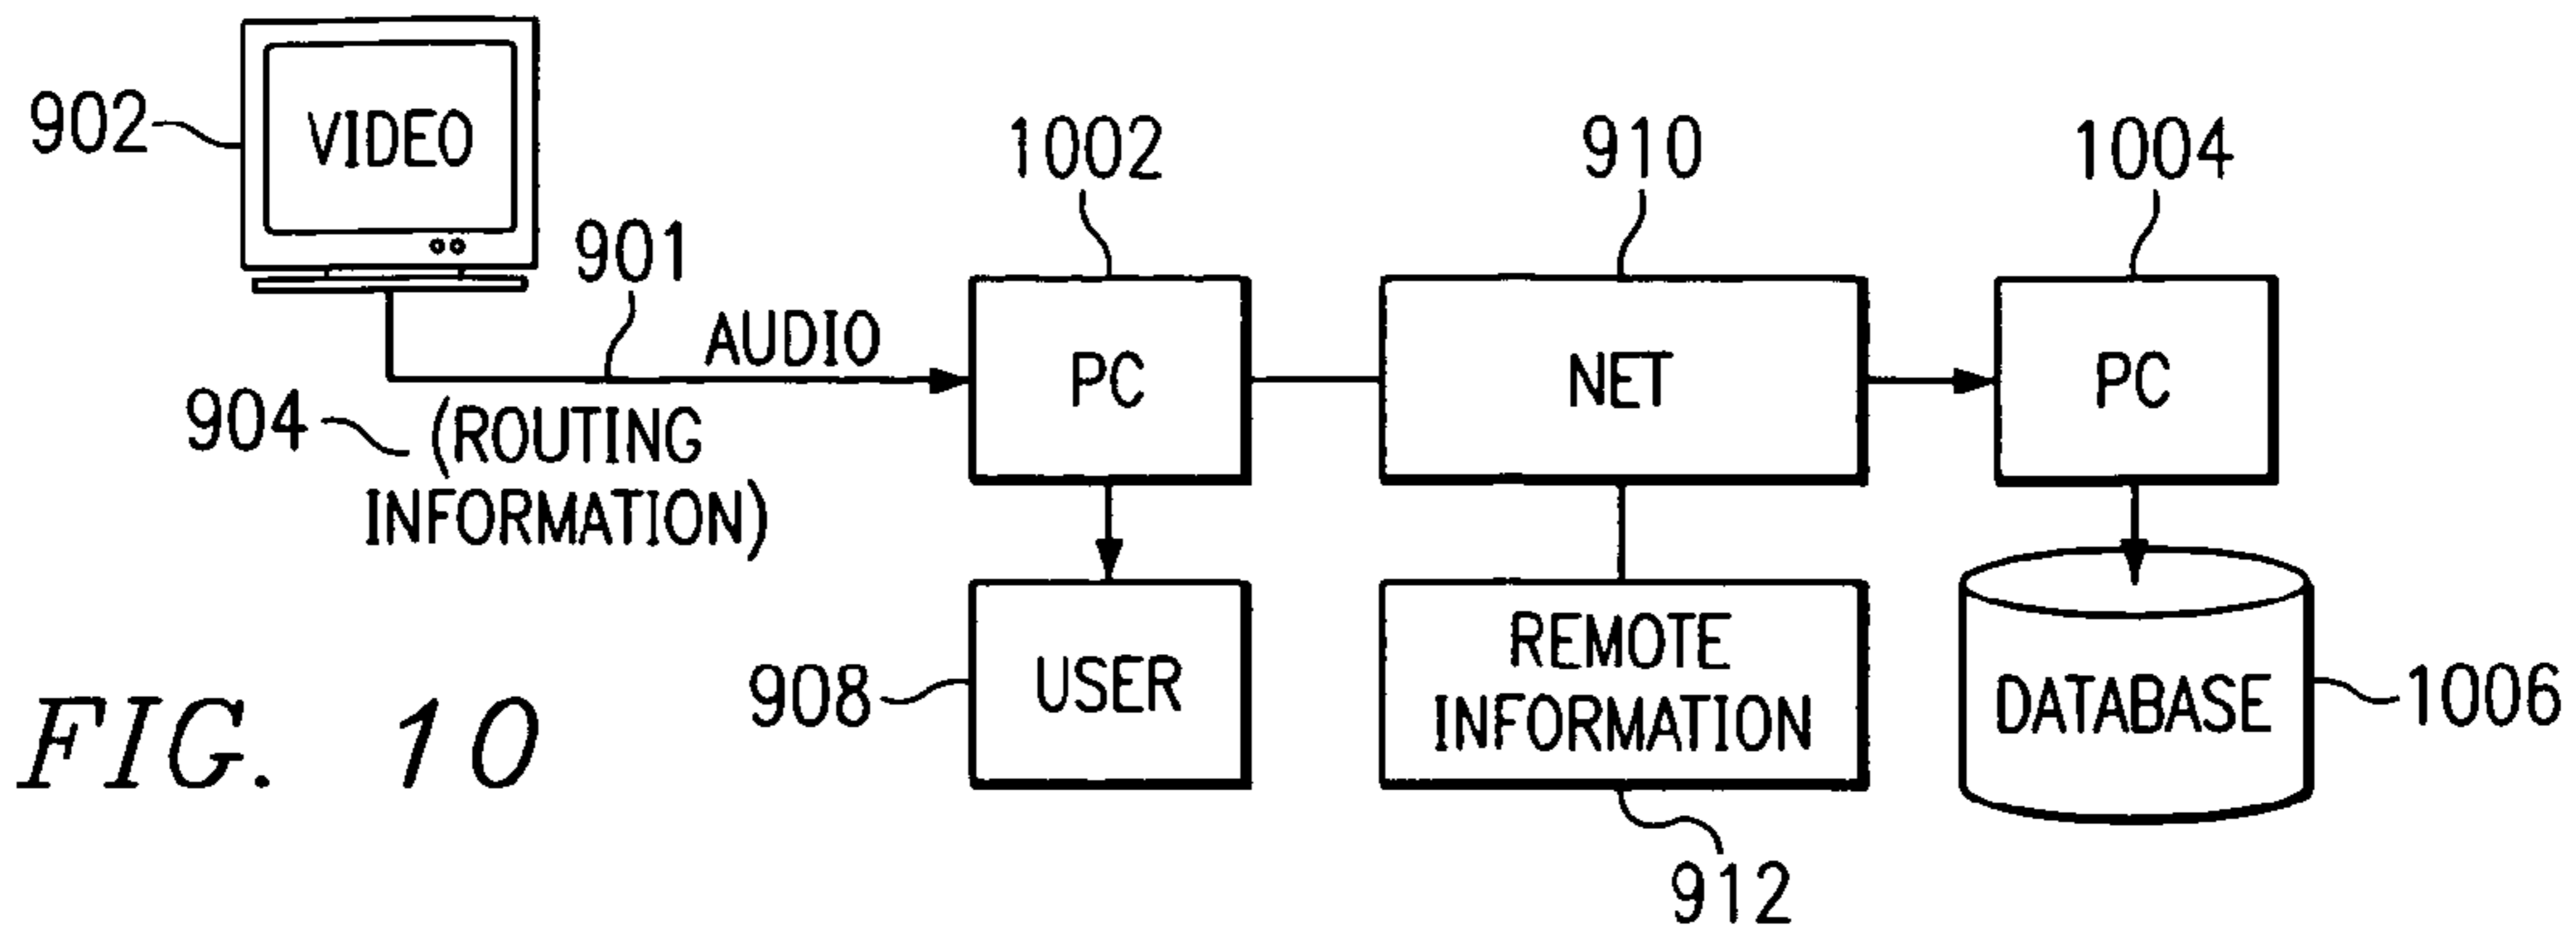 902
VIDEO
901
AUDIO
904
(ROUTING
INFORMATION)
1002
PC
910
NET
1004
PC
908
USER
REMOTE
INFORMATION
912
DATABASE
1006
FIG. 10